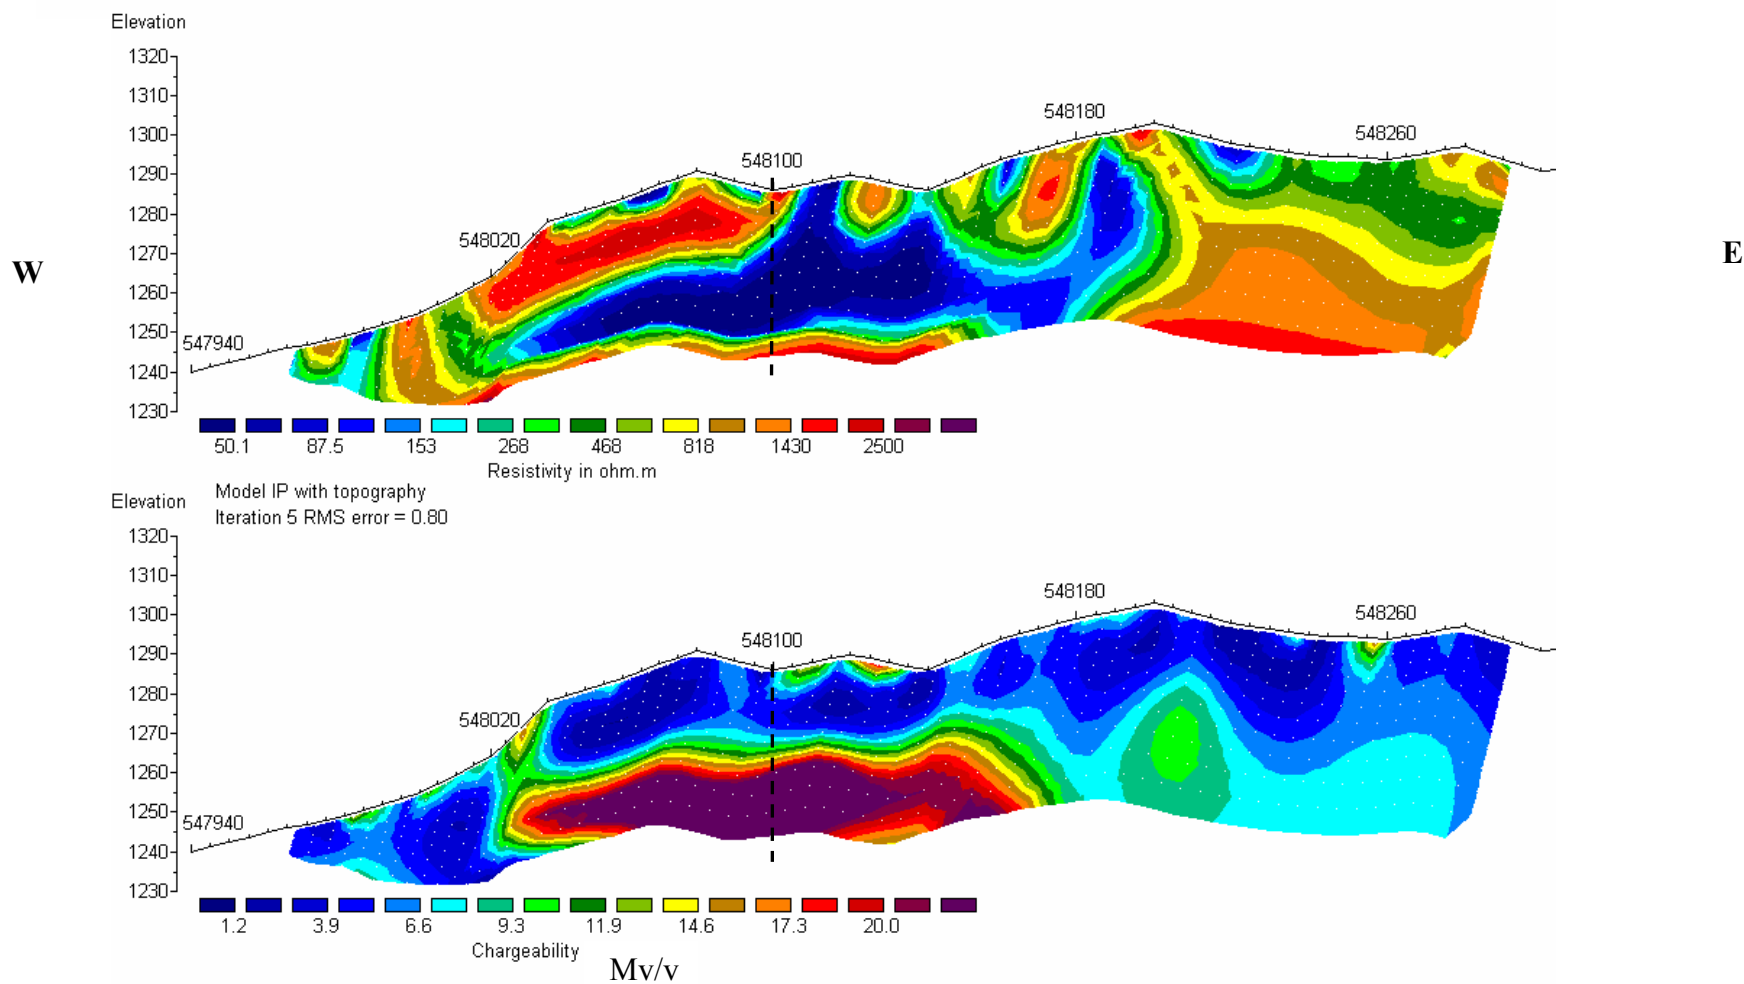 Elevation
1320
1310
548180
1300
548260
548100
1290
1280
548020
1270
W
E
1260
1250
547940
1240
1230
50.1 87.5 153 268 468 818 1430 2500
Resistivity in ohm.m
Model IP with topography
Elevation
Iteration 5 RMS error = 0.80
1320
1310
548180
1300
548260
548100
1290
1280
548020
1270
1260
1250
547940
1240
1230
1.2 3.9 6.6 9.3 11.9 14.6 17.3 20.0
Chargeability
Mv/v